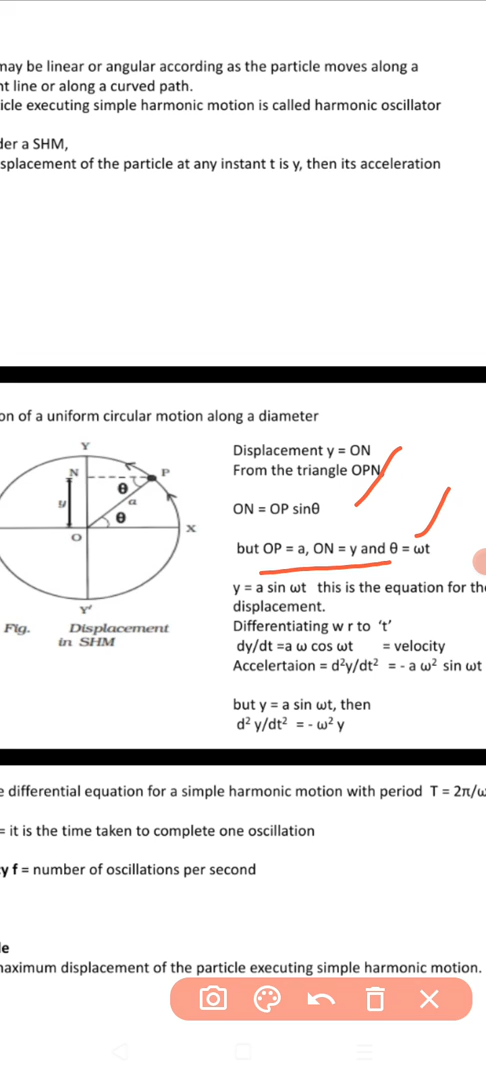 may be linear or angular according as the particle moves along a
line or along a curved path.
executing simple harmonic motion is called harmonic oscillator
a SHM,
of the particle at any instant t is y, then its acceleration
of a uniform circular motion along a diameter
Y
N
P
θ
y
a
θ
X
O
Y'
Fig. Displacement
in SHM
Displacement y = ON
From the triangle OPN
ON = OP sinθ
but OP = a, ON = y and θ = ωt
y = a sin ωt this is the equation for
displacement.
Differentiating w r to ‘t’
dy/dt =a ω cos ωt = velocity
Accelertaion = d²y/dt² = - a ω² sin ωt
but y = a sin ωt, then
d² y/dt² = - ω² y
differential equation for a simple harmonic motion with period T = 2π/ω
= it is the time taken to complete one oscillation
f = number of oscillations per second
maximum displacement of the particle executing simple harmonic motion.